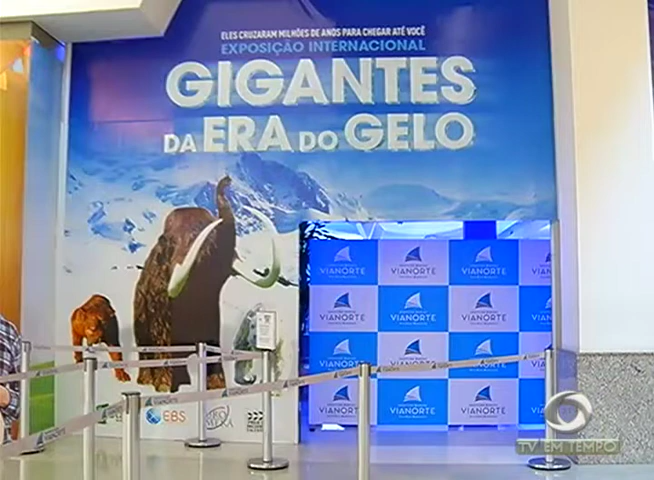 ELES CRUZARAM MILHÕES DE ANOS PARA CHEGAR ATÉ VOCÊ
EXPOSIÇÃO INTERNACIONAL
GIGANTES
DA ERA DO GELO
VIANORTE
VIANORTE
VIANORTE
VIANORTE
VIANORTE
VIANORTE
VIANORTE
VIANORTE
VIANORTE
VIANORTE
VIANORTE
VIANORTE
EBS
TV EM TEMPO